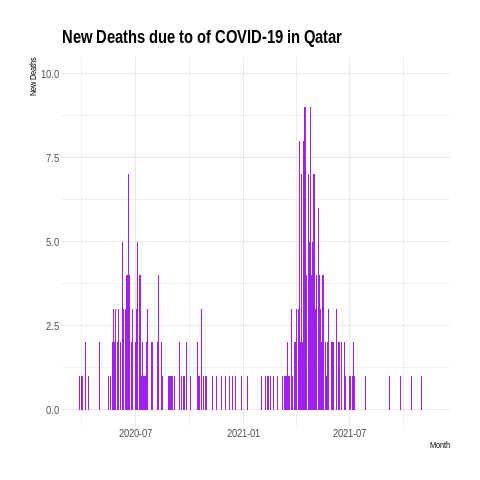 New Deaths due to of COVID-19 in Qatar
New Deaths
10.0
7.5
5.0
2.5
0.0
2020-07
2021-01
2021-07
Month